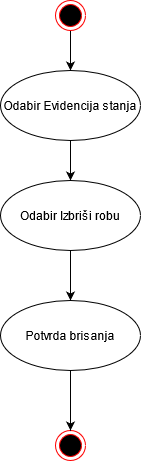 Odabir Evidencija stanja
Odabir Izbriši robu
Potvrda brisanja